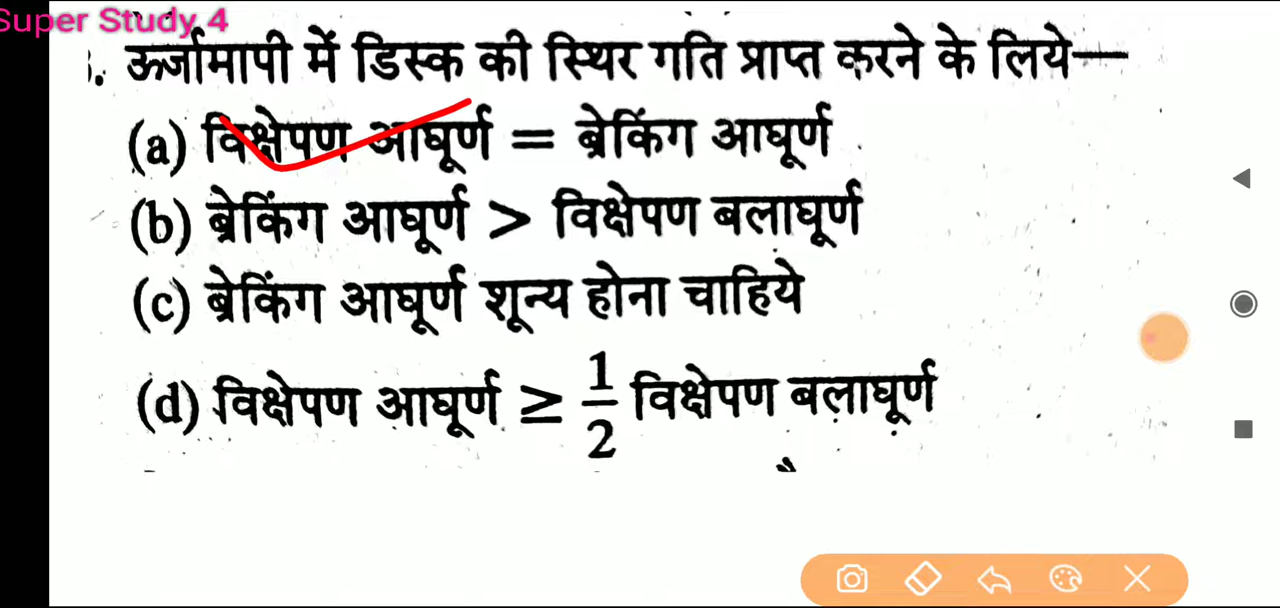 Super Study 4
ऊर्जामापी में डिस्क की स्थिर गति प्राप्त करने के लिये—
(a) विक्षेपण आघूर्ण = ब्रेकिंग आघूर्ण
(b) ब्रेकिंग आघूर्ण > विक्षेपण बलाघूर्ण
(c) ब्रेकिंग आघूर्ण शून्य होना चाहिये
(d) विक्षेपण आघूर्ण ≥ 1/2 विक्षेपण बलाघूर्ण